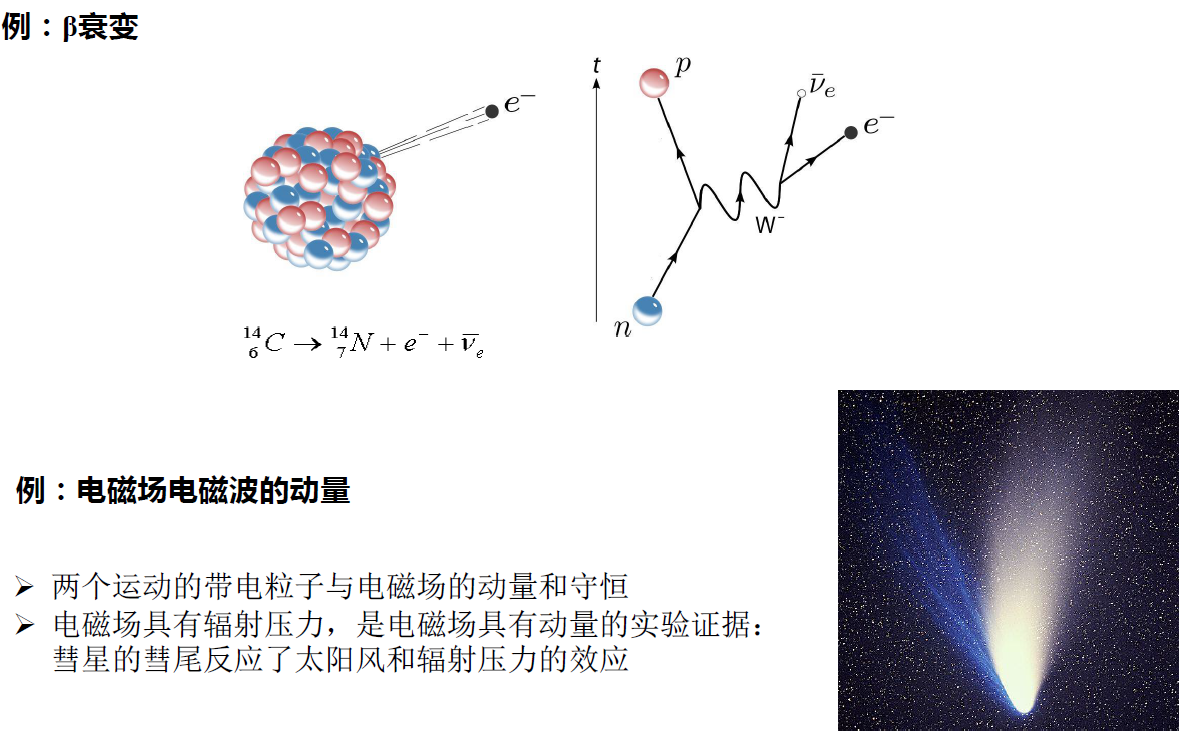 例：β衰变
e⁻
t
p
ν̄ₑ
e⁻
W⁻
n
¹⁴₆C → ¹⁴₇N + e⁻ + ν̄ₑ
例：电磁场电磁波的动量
➢ 两个运动的带电粒子与电磁场的动量和守恒
➢ 电磁场具有辐射压力，是电磁场具有动量的实验证据：
彗星的彗尾反应了太阳风和辐射压力的效应